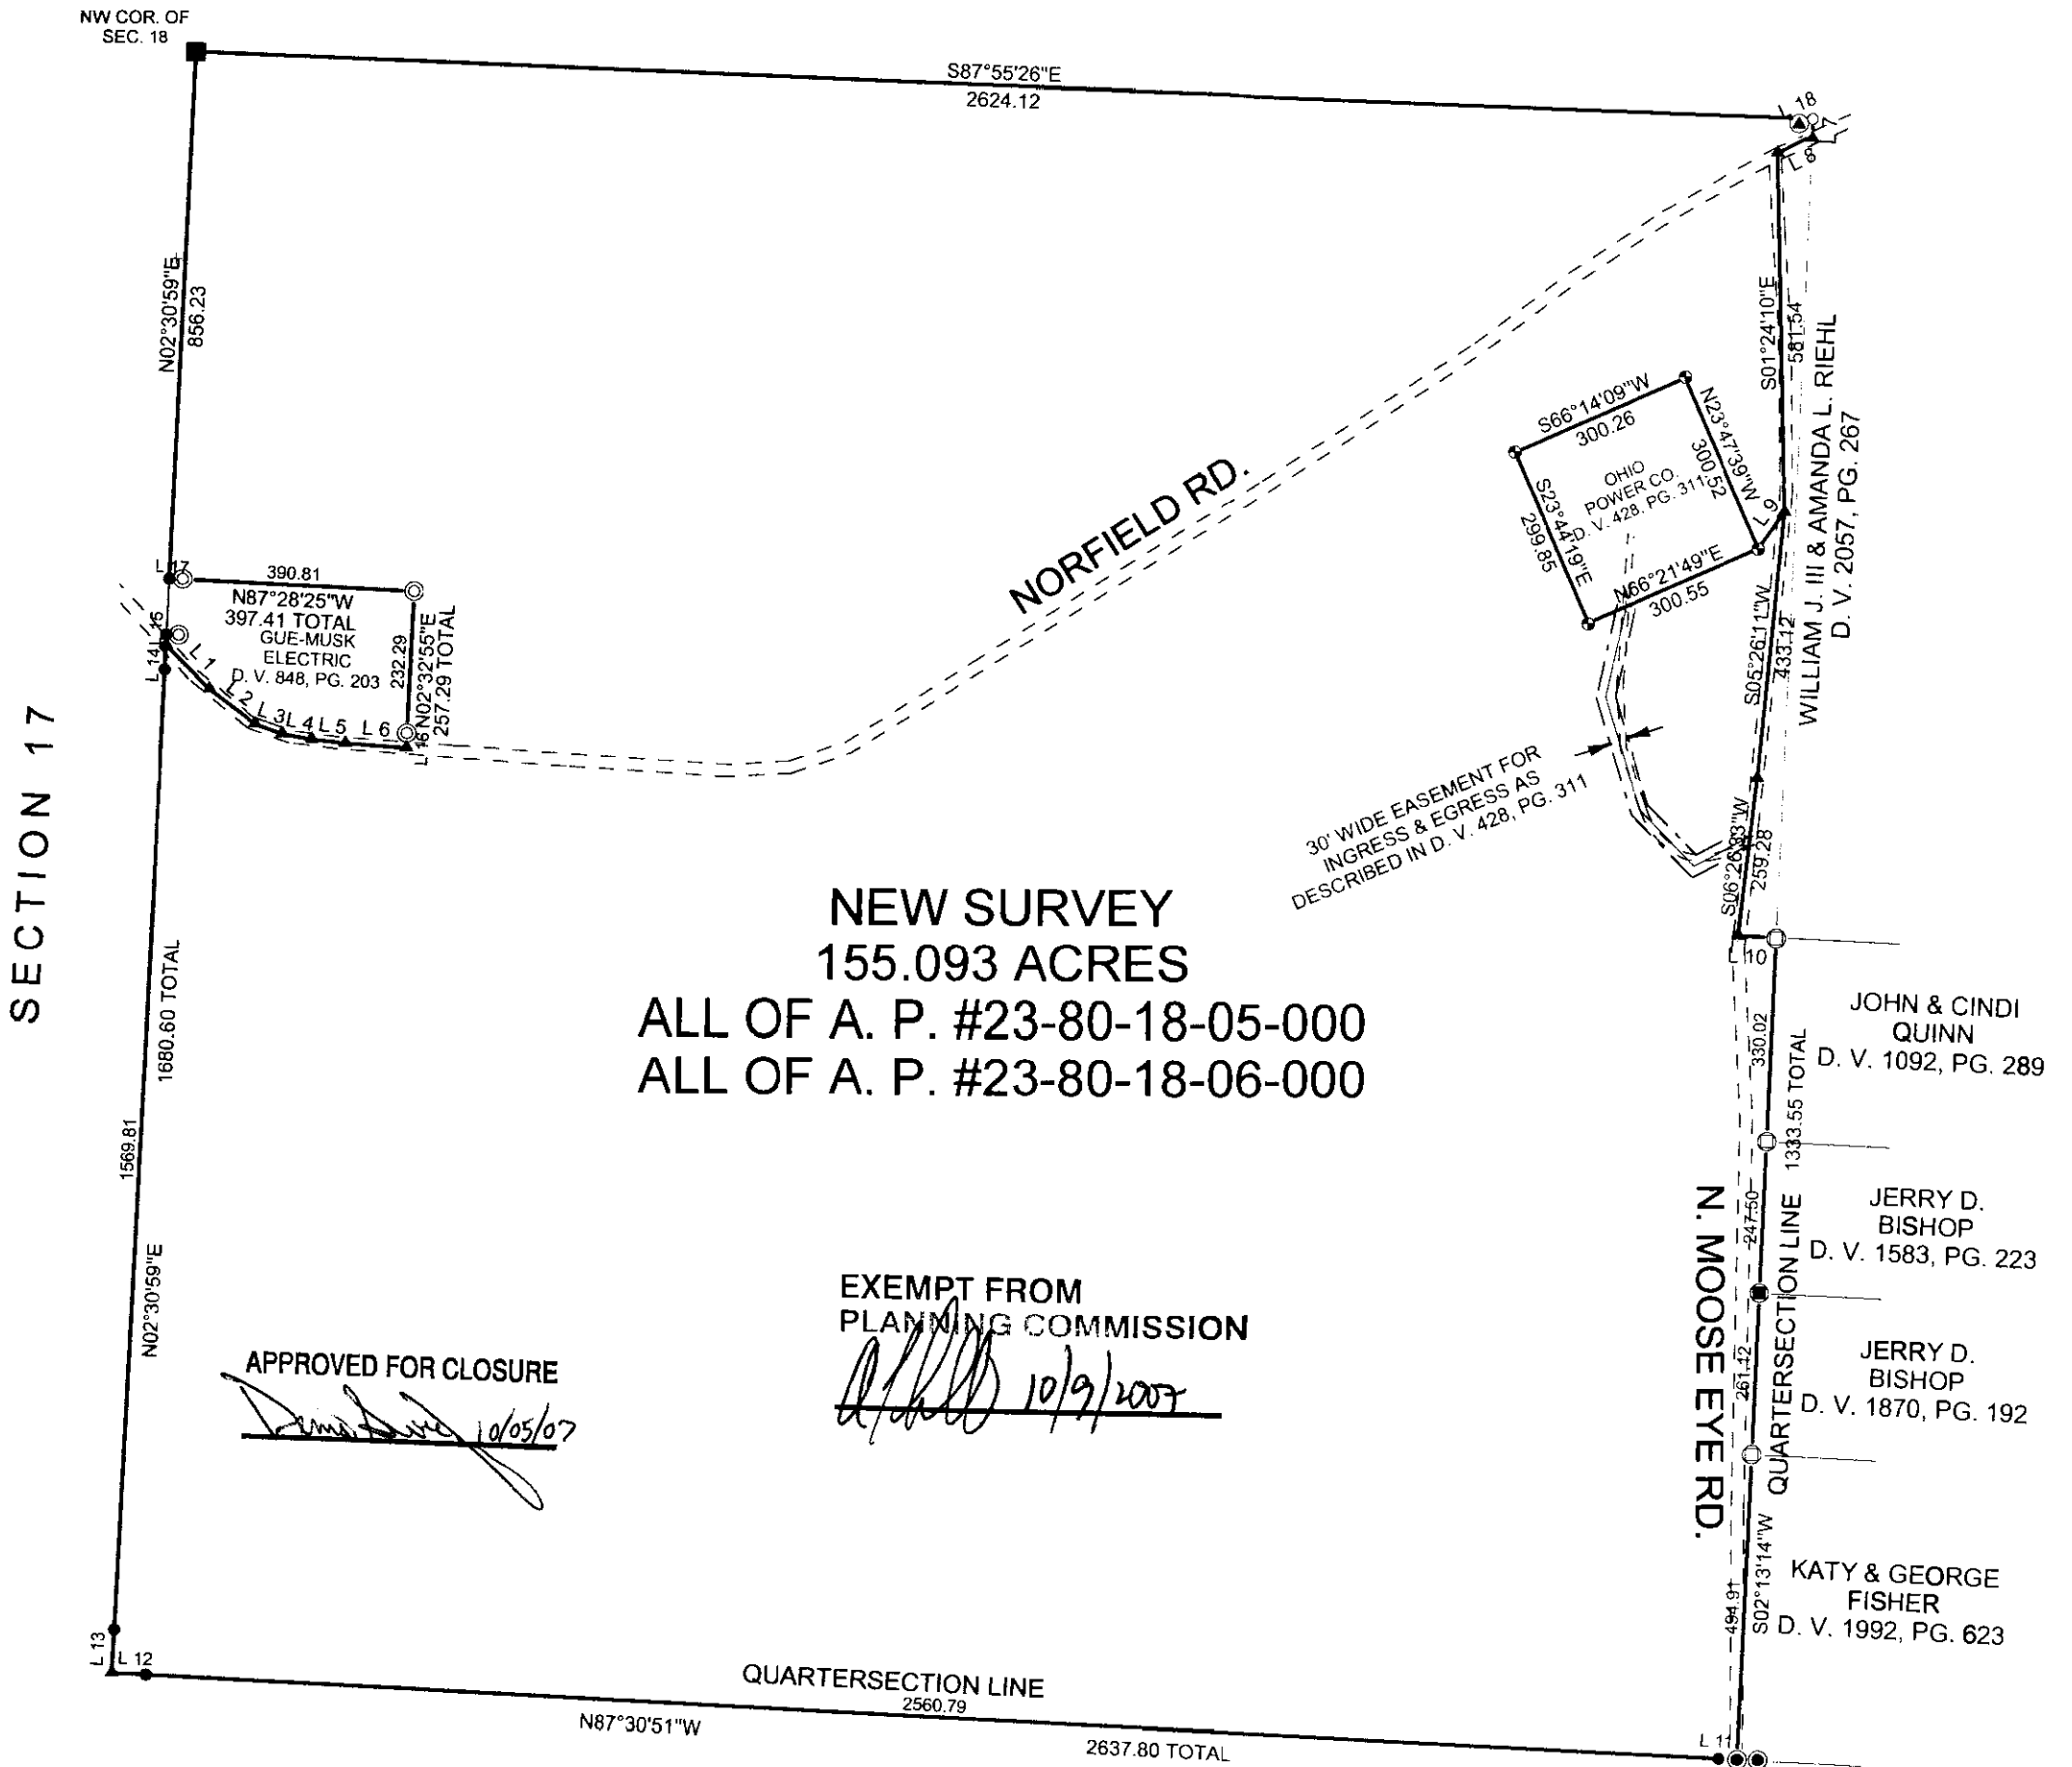 NW COR. OF
SEC. 18
S87°55'26"E
2624.12
L 18
L 7
L 8
N02°30'59"E
856.23
S01°24'10"E
581.54
WILLIAM J. III & AMANDA L. RIEHL
D. V. 2057, PG. 267
S66°14'09"W
300.26
N23°47'39"W
300.52
OHIO
POWER CO.
D. V. 428, PG. 311
S23°44'19"E
299.85
N66°21'49"E
300.55
L 9
NORFIELD RD.
L 17
390.81
N87°28'25"W
397.41 TOTAL
GUE-MUSK
ELECTRIC
D. V. 848, PG. 203
232.29
N02°32'55"E
257.29 TOTAL
L 15
L 14
L 1
L 2
L 3
L 4
L 5
L 6
L 16
S05°26'11"W
433.12
SECTION 17
30' WIDE EASEMENT FOR
INGRESS & EGRESS AS
DESCRIBED IN D. V. 428, PG. 311
S06°26'33"W
259.28
L 10
NEW SURVEY
155.093 ACRES
ALL OF A. P. #23-80-18-05-000
ALL OF A. P. #23-80-18-06-000
1680.60 TOTAL
1569.81
N02°30'59"E
JOHN & CINDI
QUINN
D. V. 1092, PG. 289
330.02
1333.55 TOTAL
JERRY D.
BISHOP
D. V. 1583, PG. 223
247.50
N. MOOSE EYE RD.
QUARTERSECTION LINE
JERRY D.
BISHOP
D. V. 1870, PG. 192
261.12
EXEMPT FROM
PLANNING COMMISSION
10/9/2007
APPROVED FOR CLOSURE
10/05/07
KATY & GEORGE
FISHER
D. V. 1992, PG. 623
494.91
S02°13'14"W
L 13
L 12
QUARTERSECTION LINE
2560.79
N87°30'51"W
2637.80 TOTAL
L 11